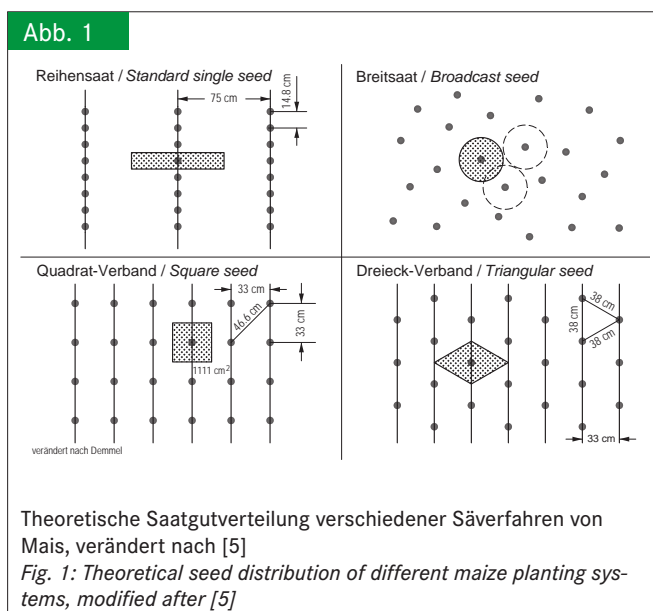 Abb. 1
Reihensaat / Standard single seed
75 cm
14.8 cm
Breitsaat / Broadcast seed
Quadrat-Verband / Square seed
33 cm
46.6 cm
33 cm
1111 cm²
verändert nach Demmel
Dreieck-Verband / Triangular seed
38 cm
38 cm
38 cm
33 cm
Theoretische Saatgutverteilung verschiedener Säverfahren von
Mais, verändert nach [5]
Fig. 1: Theoretical seed distribution of different maize planting sys-
tems, modified after [5]